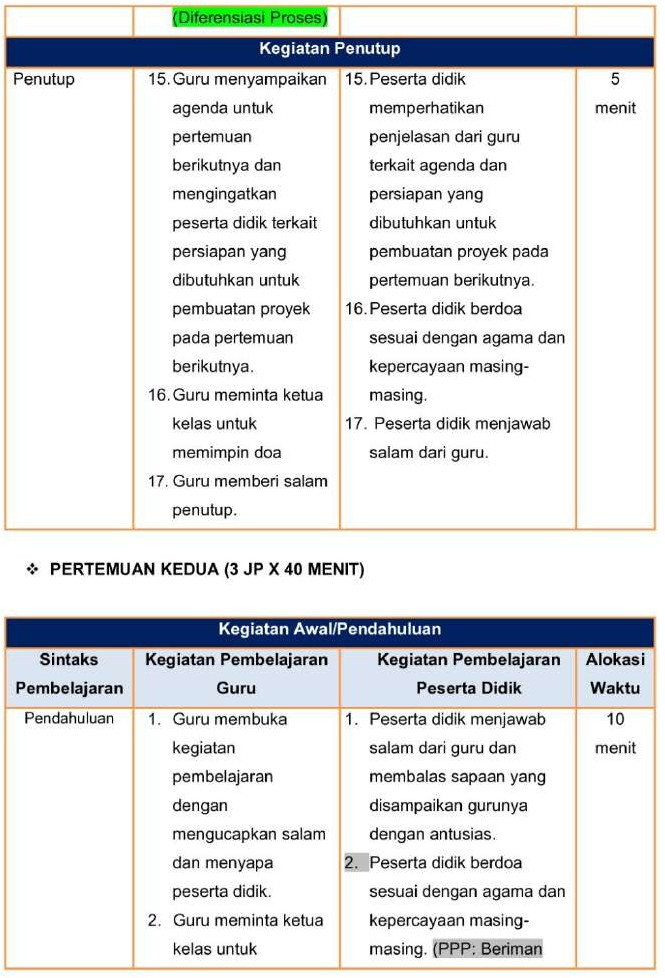 (Diferensiasi Proses)
Kegiatan Penutup
Penutup
15. Guru menyampaikan
agenda untuk
pertemuan
berikutnya dan
mengingatkan
peserta didik terkait
persiapan yang
dibutuhkan untuk
pembuatan proyek
pada pertemuan
berikutnya.
16. Guru meminta ketua
kelas untuk
memimpin doa
17. Guru memberi salam
penutup.
15. Peserta didik
memperhatikan
penjelasan dari guru
terkait agenda dan
persiapan yang
dibutuhkan untuk
pembuatan proyek pada
pertemuan berikutnya.
16. Peserta didik berdoa
sesuai dengan agama dan
kepercayaan masing-
masing.
17. Peserta didik menjawab
salam dari guru.
5
menit
❖ PERTEMUAN KEDUA (3 JP X 40 MENIT)
Kegiatan Awal/Pendahuluan
Sintaks
Pembelajaran
Kegiatan Pembelajaran
Guru
Kegiatan Pembelajaran
Peserta Didik
Alokasi
Waktu
Pendahuluan
1. Guru membuka
kegiatan
pembelajaran
dengan
mengucapkan salam
dan menyapa
peserta didik.
2. Guru meminta ketua
kelas untuk
1. Peserta didik menjawab
salam dari guru dan
membalas sapaan yang
disampaikan gurunya
dengan antusias.
2. Peserta didik berdoa
sesuai dengan agama dan
kepercayaan masing-
masing. (PPP: Beriman
10
menit